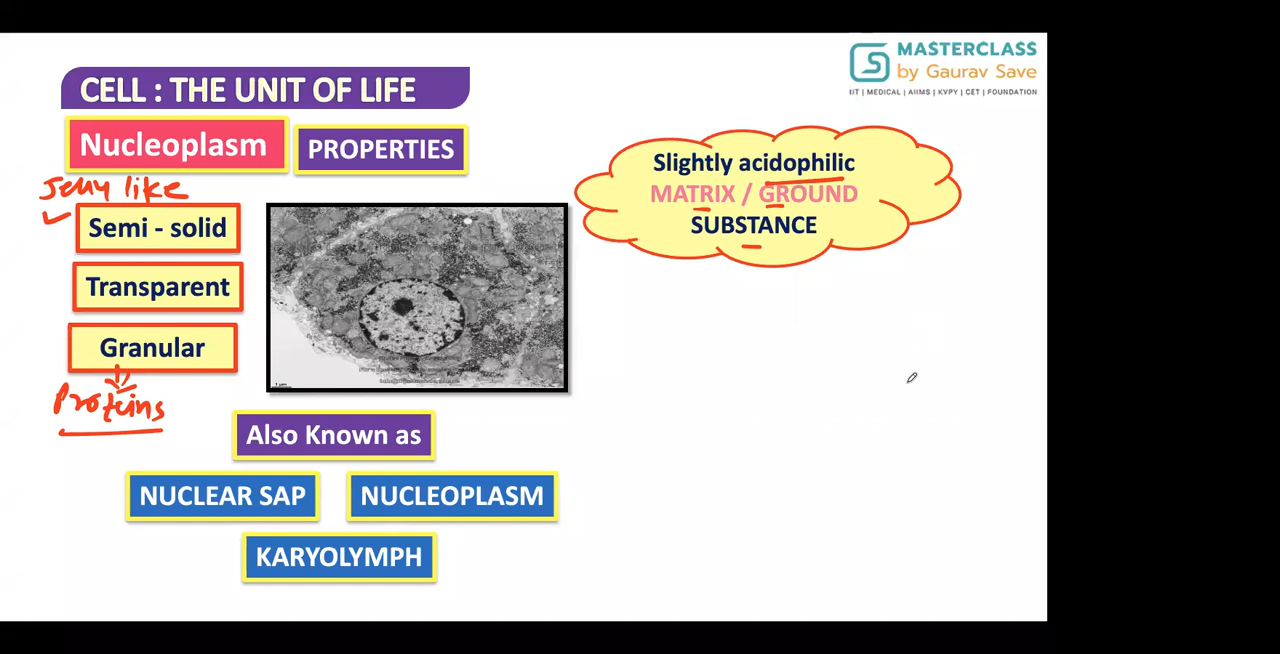 MASTERCLASS
by Gaurav Save
IIT | MEDICAL | AIIMS | KVPY | CET | FOUNDATION
CELL : THE UNIT OF LIFE
Nucleoplasm
PROPERTIES
Jelly like
Semi - solid
Transparent
Granular
Proteins
Slightly acidophilic
MATRIX / GROUND
SUBSTANCE
Also Known as
NUCLEAR SAP
NUCLEOPLASM
KARYOLYMPH